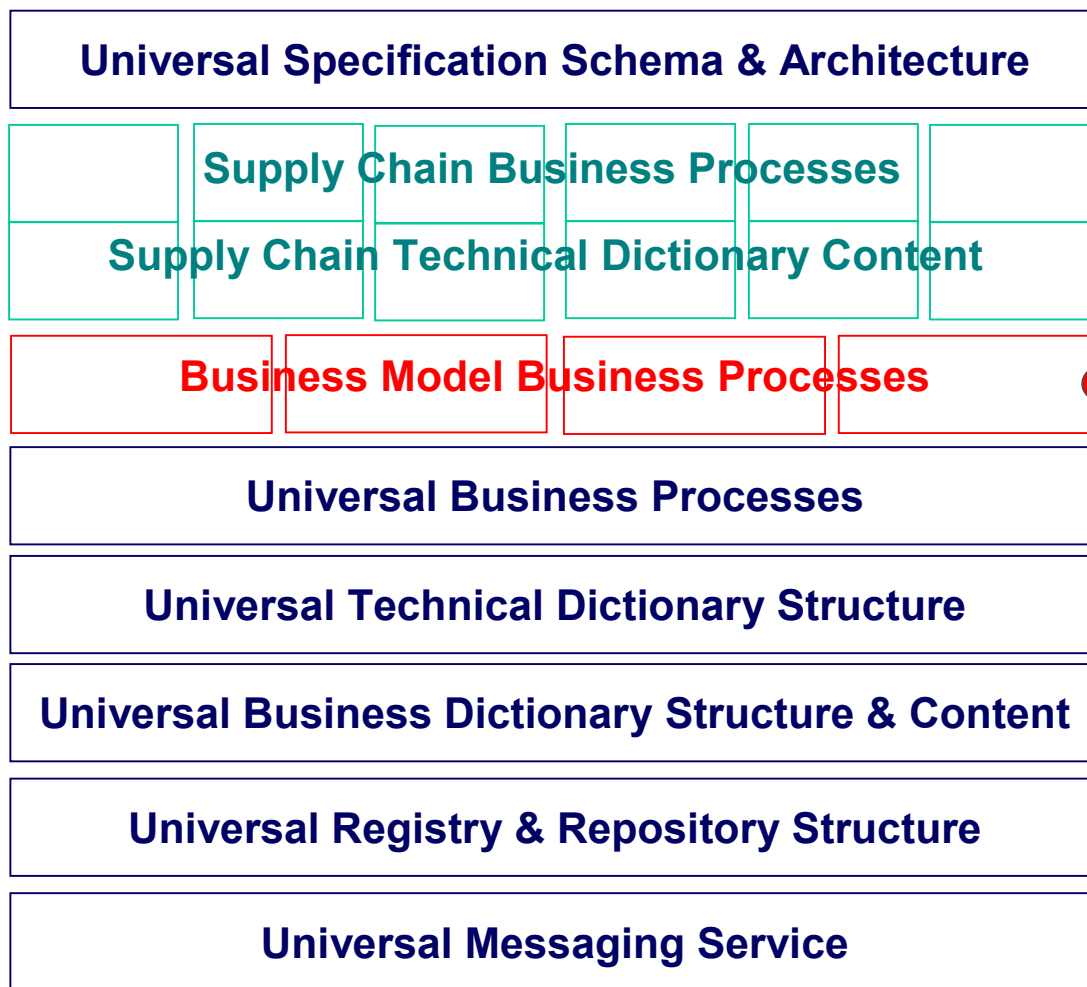 Universal Specification Schema & Architecture
Supply Chain Business Processes
Supply Chain Technical Dictionary Content
Business Model Business Processes
Universal Business Processes
Universal Technical Dictionary Structure
Universal Business Dictionary Structure & Content
Universal Registry & Repository Structure
Universal Messaging Service